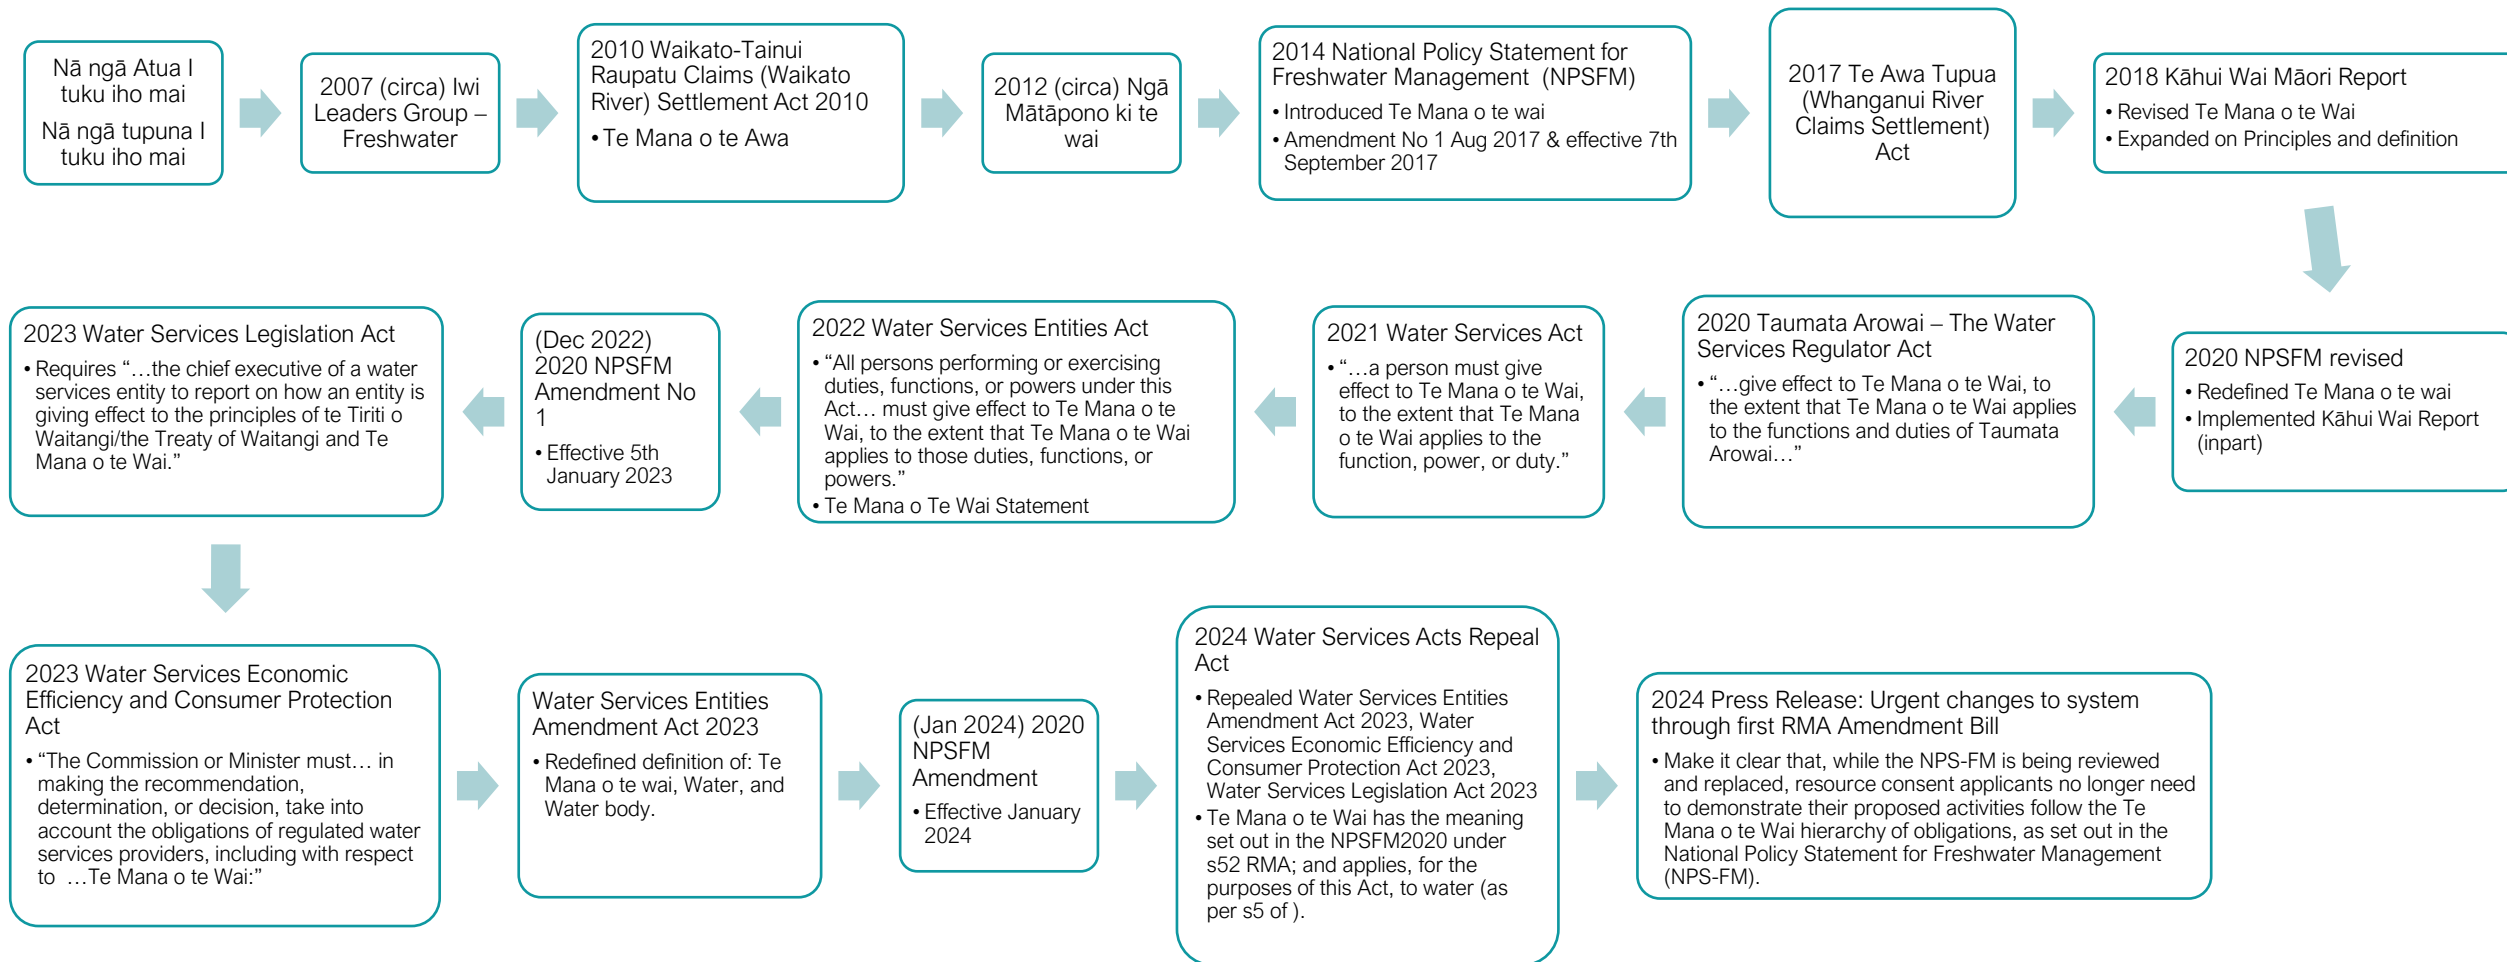 Nā ngā Atua I
tuku iho mai
Nā ngā tupuna I
tuku iho mai
2007 (circa) Iwi
Leaders Group –
Freshwater
2010 Waikato-Tainui
Raupatu Claims (Waikato
River) Settlement Act 2010
• Te Mana o te Awa
2012 (circa) Ngā
Mātāpono ki te
wai
2014 National Policy Statement for
Freshwater Management (NPSFM)
• Introduced Te Mana o te wai
• Amendment No 1 Aug 2017 & effective 7th
September 2017
2017 Te Awa Tupua
(Whanganui River
Claims Settlement)
Act
2018 Kāhui Wai Māori Report
• Revised Te Mana o te Wai
• Expanded on Principles and definition
2020 NPSFM revised
• Redefined Te Mana o te wai
• Implemented Kāhui Wai Report
(inpart)
2020 Taumata Arowai – The Water
Services Regulator Act
• “…give effect to Te Mana o te Wai, to
the extent that Te Mana o te Wai applies
to the functions and duties of Taumata
Arowai…”
2021 Water Services Act
• “…a person must give
effect to Te Mana o te Wai,
to the extent that Te Mana
o te Wai applies to the
function, power, or duty.”
2022 Water Services Entities Act
• “All persons performing or exercising
duties, functions, or powers under this
Act… must give effect to Te Mana o te
Wai, to the extent that Te Mana o te Wai
applies to those duties, functions, or
powers.”
• Te Mana o Te Wai Statement
(Dec 2022)
2020 NPSFM
Amendment No
1
• Effective 5th
January 2023
2023 Water Services Legislation Act
• Requires “…the chief executive of a water
services entity to report on how an entity is
giving effect to the principles of te Tiriti o
Waitangi/the Treaty of Waitangi and Te
Mana o te Wai.”
2023 Water Services Economic
Efficiency and Consumer Protection
Act
• “The Commission or Minister must… in
making the recommendation,
determination, or decision, take into
account the obligations of regulated water
services providers, including with respect
to …Te Mana o te Wai:”
Water Services Entities
Amendment Act 2023
• Redefined definition of: Te
Mana o te wai, Water, and
Water body.
(Jan 2024) 2020
NPSFM
Amendment
• Effective January
2024
2024 Water Services Acts Repeal
Act
• Repealed Water Services Entities
Amendment Act 2023, Water
Services Economic Efficiency and
Consumer Protection Act 2023,
Water Services Legislation Act 2023
• Te Mana o te Wai has the meaning
set out in the NPSFM2020 under
s52 RMA; and applies, for the
purposes of this Act, to water (as
per s5 of ).
2024 Press Release: Urgent changes to system
through first RMA Amendment Bill
• Make it clear that, while the NPS-FM is being reviewed
and replaced, resource consent applicants no longer need
to demonstrate their proposed activities follow the Te
Mana o te Wai hierarchy of obligations, as set out in the
National Policy Statement for Freshwater Management
(NPS-FM).